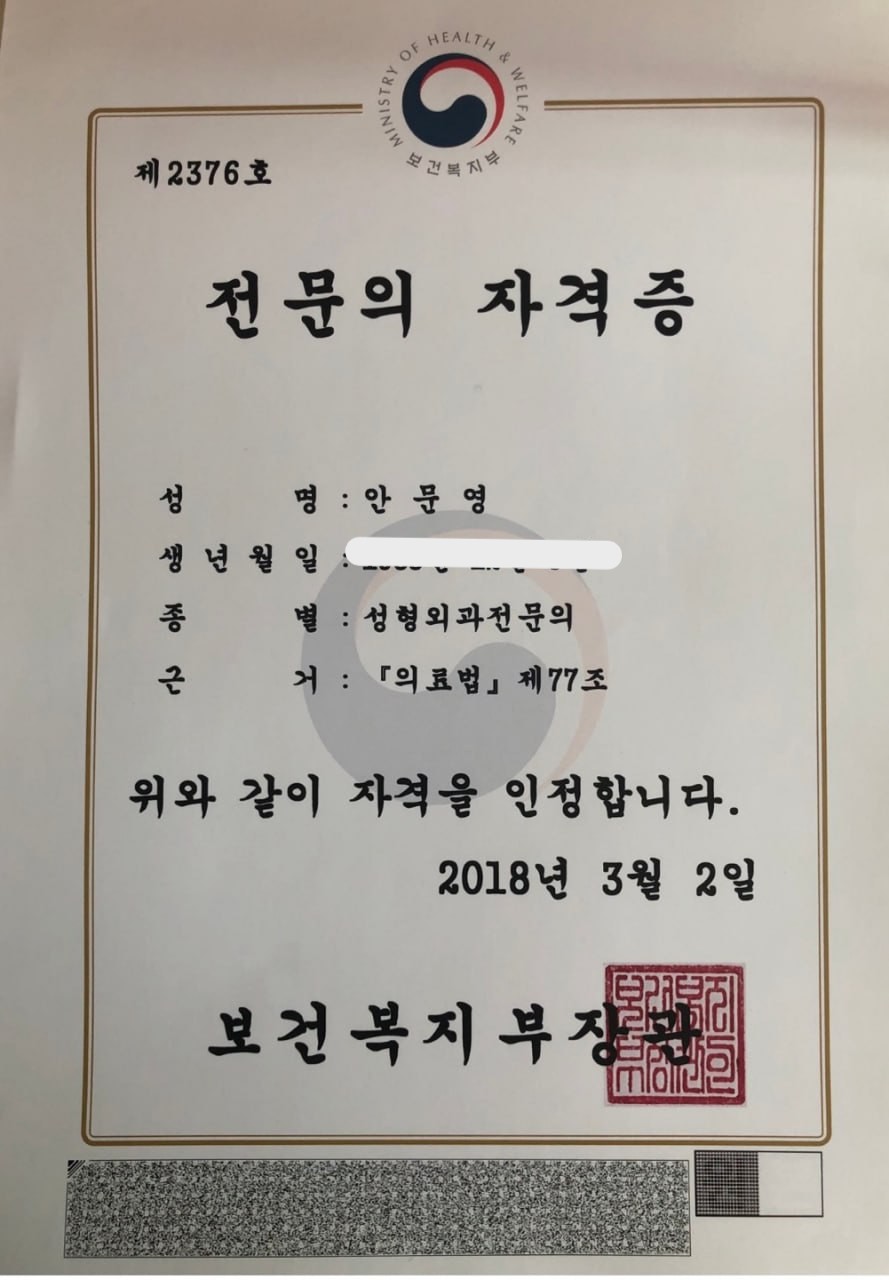 MINISTRY OF HEALTH & WELFARE
보건복지부
제2376호
전문의 자격증
성 명 : 안 문 영
생 년 월 일 :
종 별 : 성형외과전문의
근 거 : 『의료법』 제77조
위와 같이 자격을 인정합니다.
2018년 3월 2일
보건복지부장관